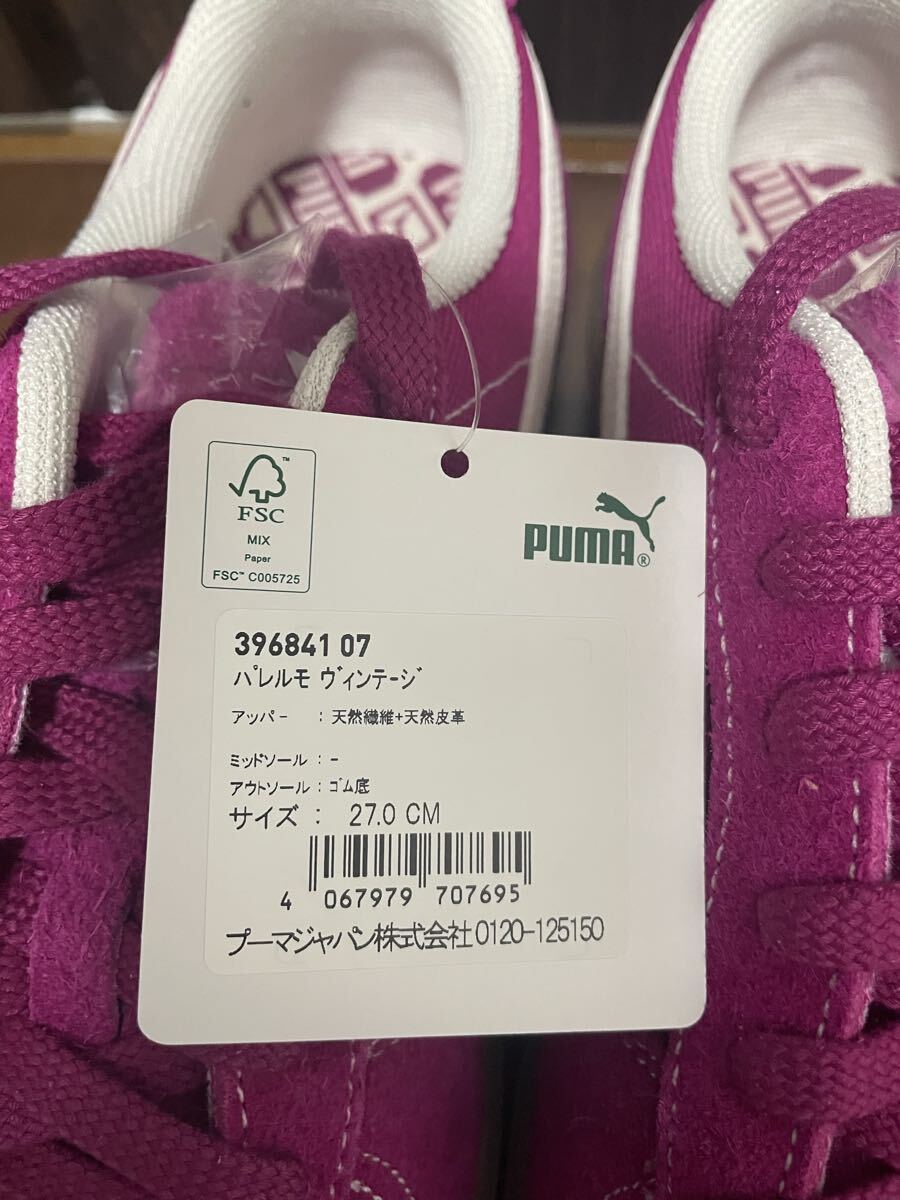 FSC™
MIX
Paper
FSC™ C005725
PUMA®
396841 07
パレルモ ヴィンテージ
アッパー : 天然繊維+天然皮革
ミッドソール : -
アウトソール : ゴム底
サイズ : 27.0 CM
4 067979 707695
プーマジャパン株式会社0120-125150